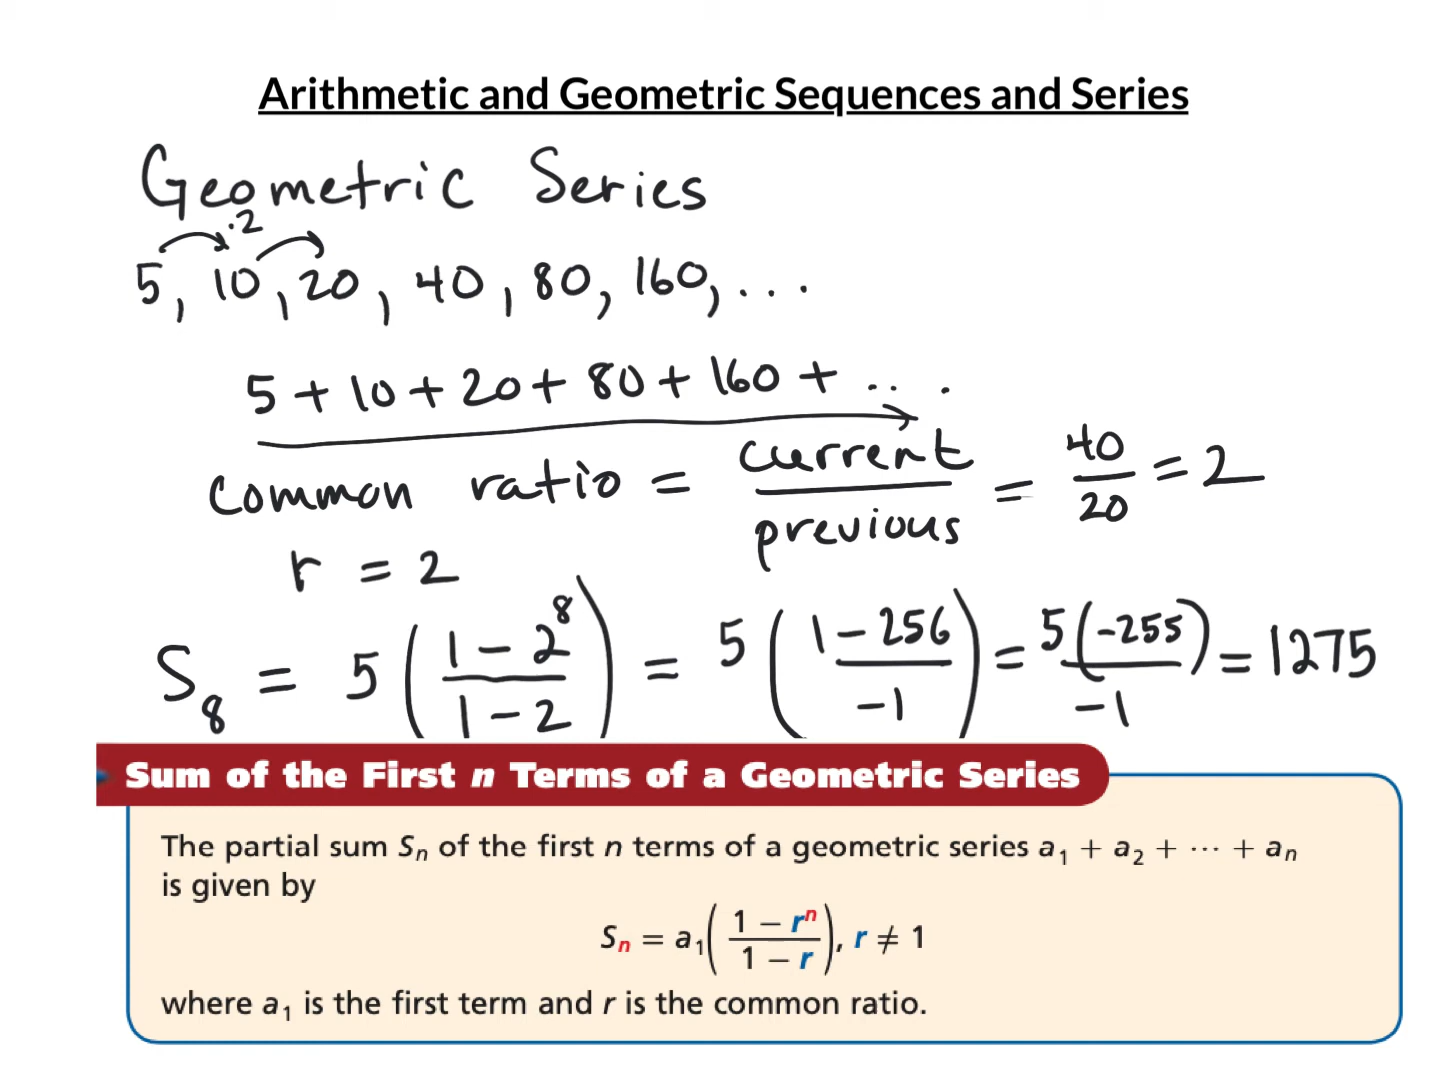 Arithmetic and Geometric Sequences and Series
Geometric Series
·2
5, 10, 20, 40, 80, 160, ...
5 + 10 + 20 + 80 + 160 + ...
common ratio = current/previous = 40/20 = 2
r = 2
S₈ = 5((1 - 2⁸)/(1 - 2)) = 5((1 - 256)/-1) = 5(-255)/-1 = 1275
Sum of the First n Terms of a Geometric Series
The partial sum Sₙ of the first n terms of a geometric series a₁ + a₂ + ··· + aₙ
is given by
Sₙ = a₁((1 − rⁿ)/(1 − r)), r ≠ 1
where a₁ is the first term and r is the common ratio.